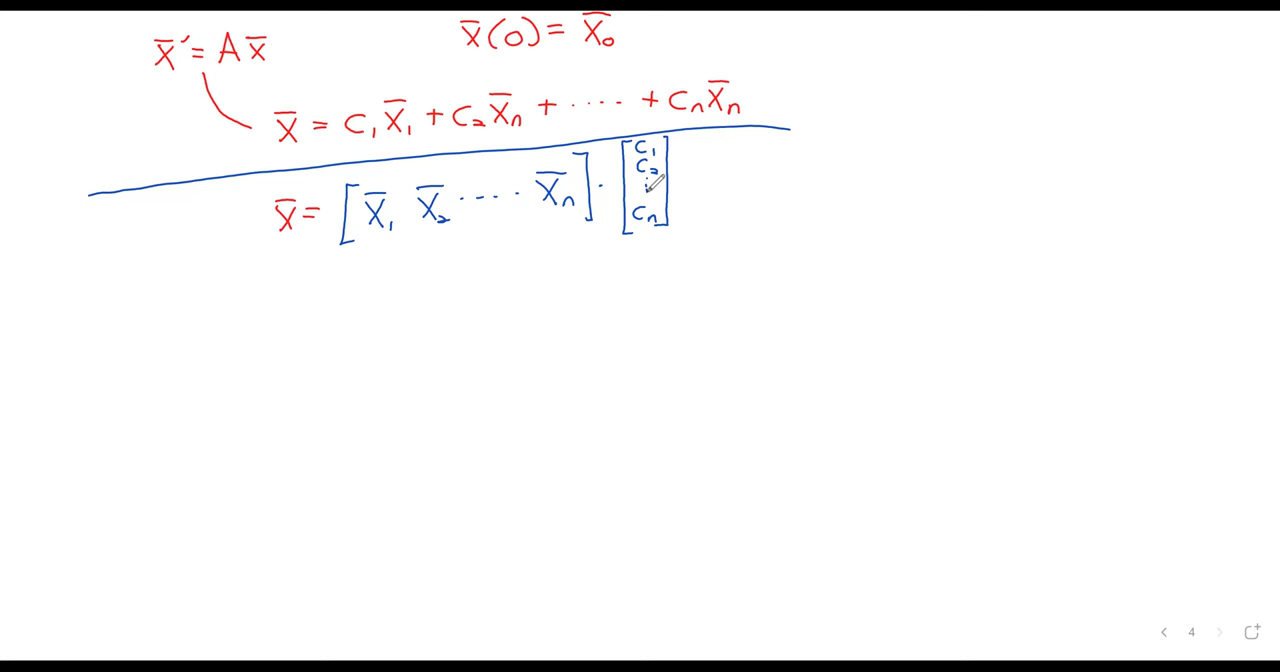 x̄′ = Ax̄ x̄(0) = x̄₀
x̄ = c₁x̄₁ + c₂x̄ₙ + ···· + cₙx̄ₙ
x̄ = [x̄₁ x̄₂ ···· x̄ₙ] · [c₁
c₂
⋮
cₙ]
< 4 >